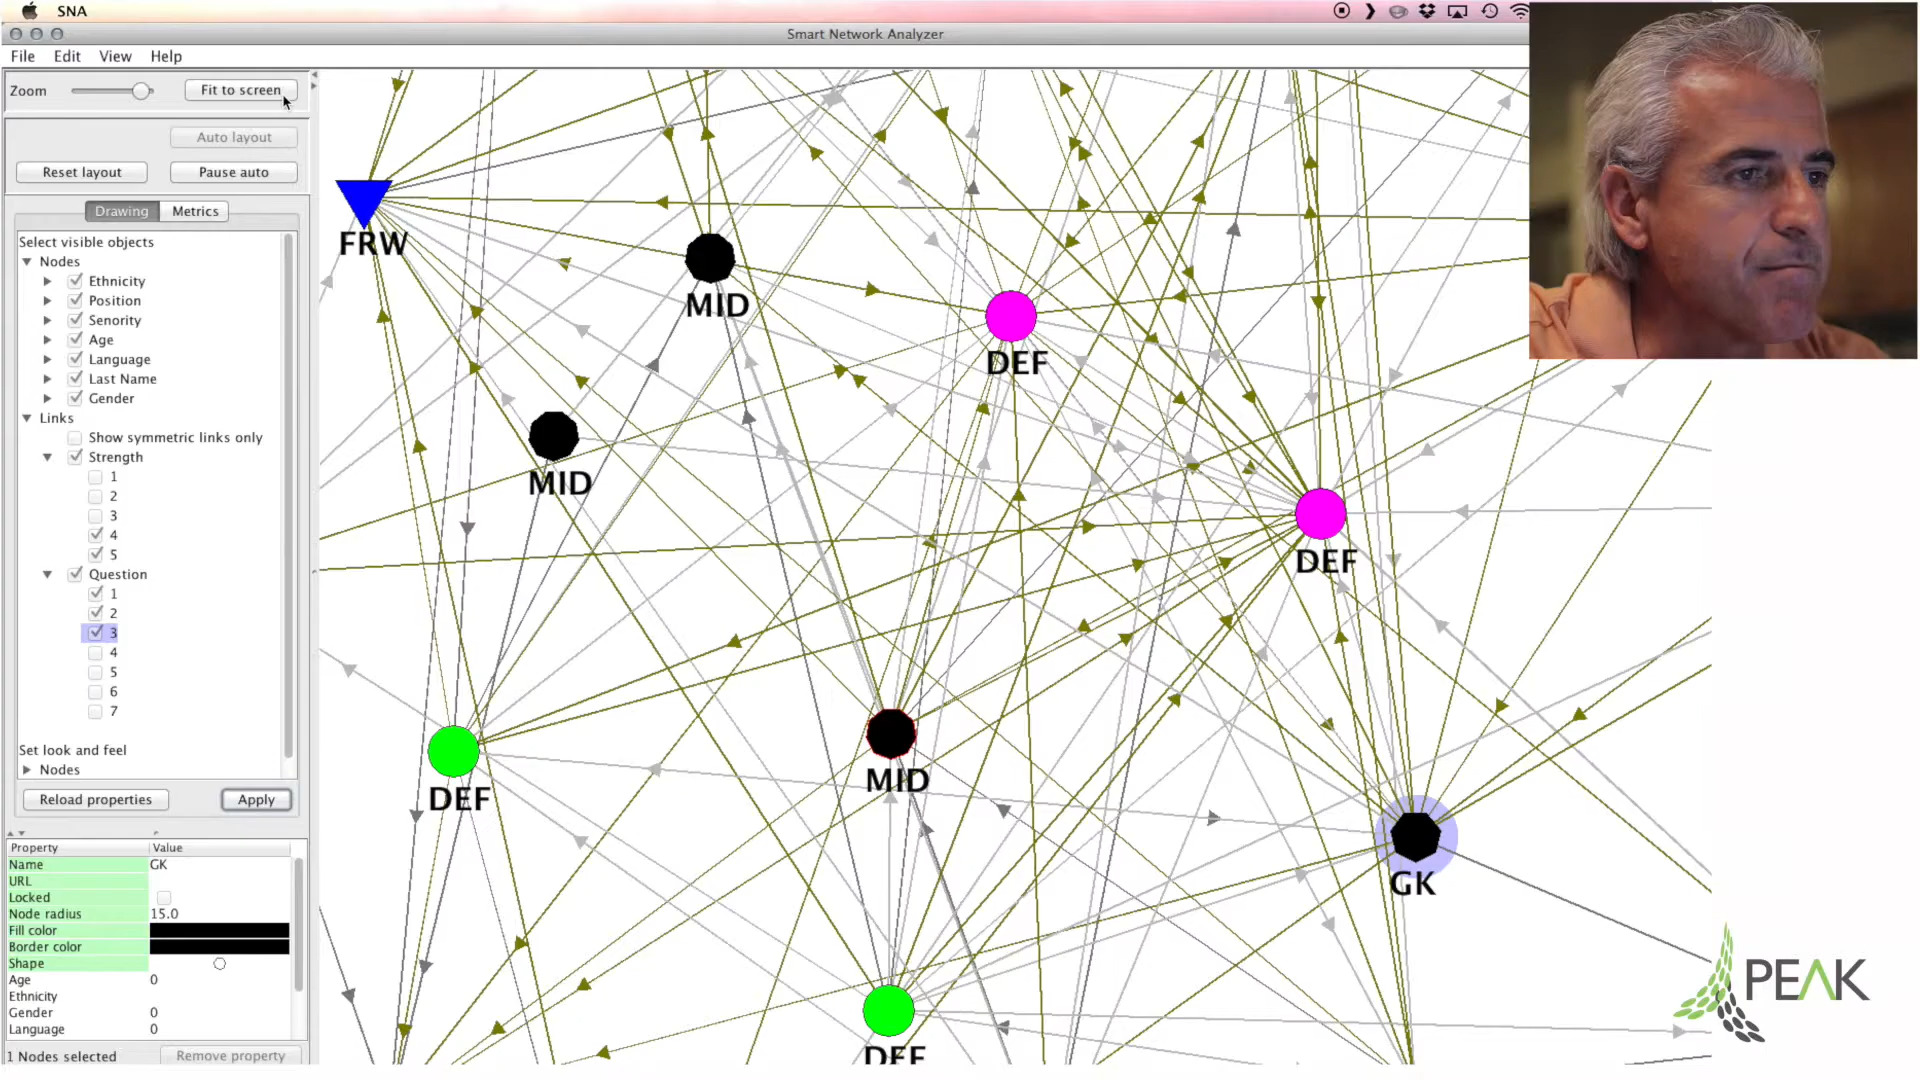 SNA
Smart Network Analyzer
File Edit View Help
Zoom Fit to screen
Auto layout
Reset layout Pause auto
Drawing Metrics
Select visible objects
Nodes
Ethnicity
Position
Senority
Age
Language
Last Name
Gender
Links
Show symmetric links only
Strength
1
2
3
4
5
Question
1
2
3
4
5
6
7
Set look and feel
Nodes
Reload properties Apply
Property Value
Name GK
URL
Locked
Node radius 15.0
Fill color
Border color
Shape
Age 0
Ethnicity
Gender 0
Language 0
1 Nodes selected Remove property
FRW
MID
DEF
MID
DEF
DEF
MID
GK
DEF
PEAK